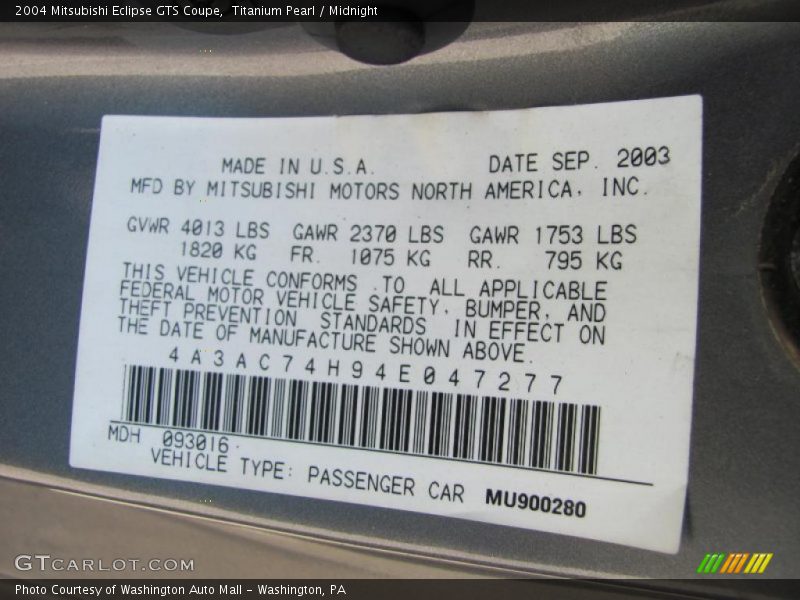 2004 Mitsubishi Eclipse GTS Coupe,  Titanium Pearl / Midnight
MADE IN U.S.A. DATE SEP. 2003
MFD BY MITSUBISHI MOTORS NORTH AMERICA, INC.
GVWR 4013 LBS GAWR 2370 LBS GAWR 1753 LBS
1820 KG FR. 1075 KG RR. 795 KG
THIS VEHICLE CONFORMS TO ALL APPLICABLE
FEDERAL MOTOR VEHICLE SAFETY, BUMPER, AND
THEFT PREVENTION STANDARDS IN EFFECT ON
THE DATE OF MANUFACTURE SHOWN ABOVE.
4A3AC74H94E047277
MDH 093016
VEHICLE TYPE: PASSENGER CAR MU900280
GTCARLOT.COM
Photo Courtesy of Washington Auto Mall - Washington, PA